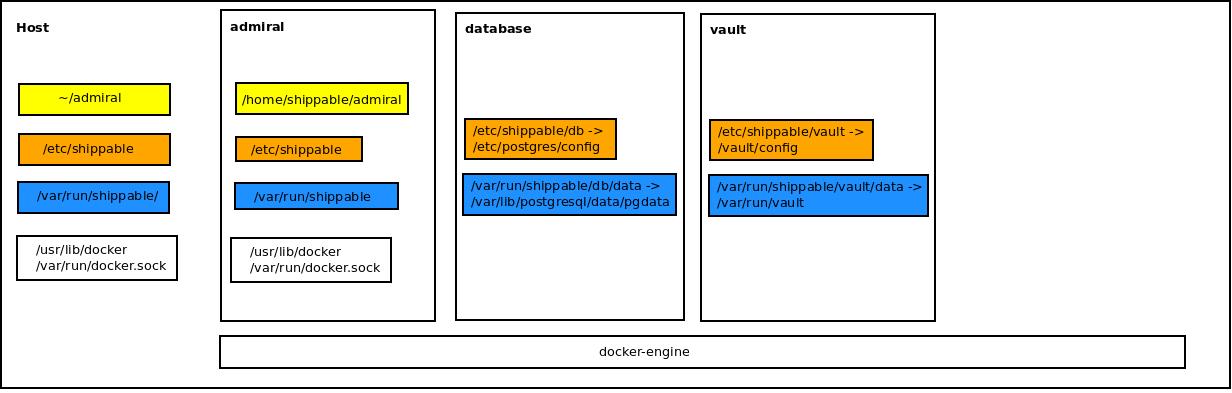 Host
~/admiral
/etc/shippable
/var/run/shippable/
/usr/lib/docker
/var/run/docker.sock
admiral
/home/shippable/admiral
/etc/shippable
/var/run/shippable
/usr/lib/docker
/var/run/docker.sock
database
/etc/shippable/db ->
/etc/postgres/config
/var/run/shippable/db/data ->
/var/lib/postgresql/data/pgdata
vault
/etc/shippable/vault ->
/vault/config
/var/run/shippable/vault/data ->
/var/run/vault
docker-engine